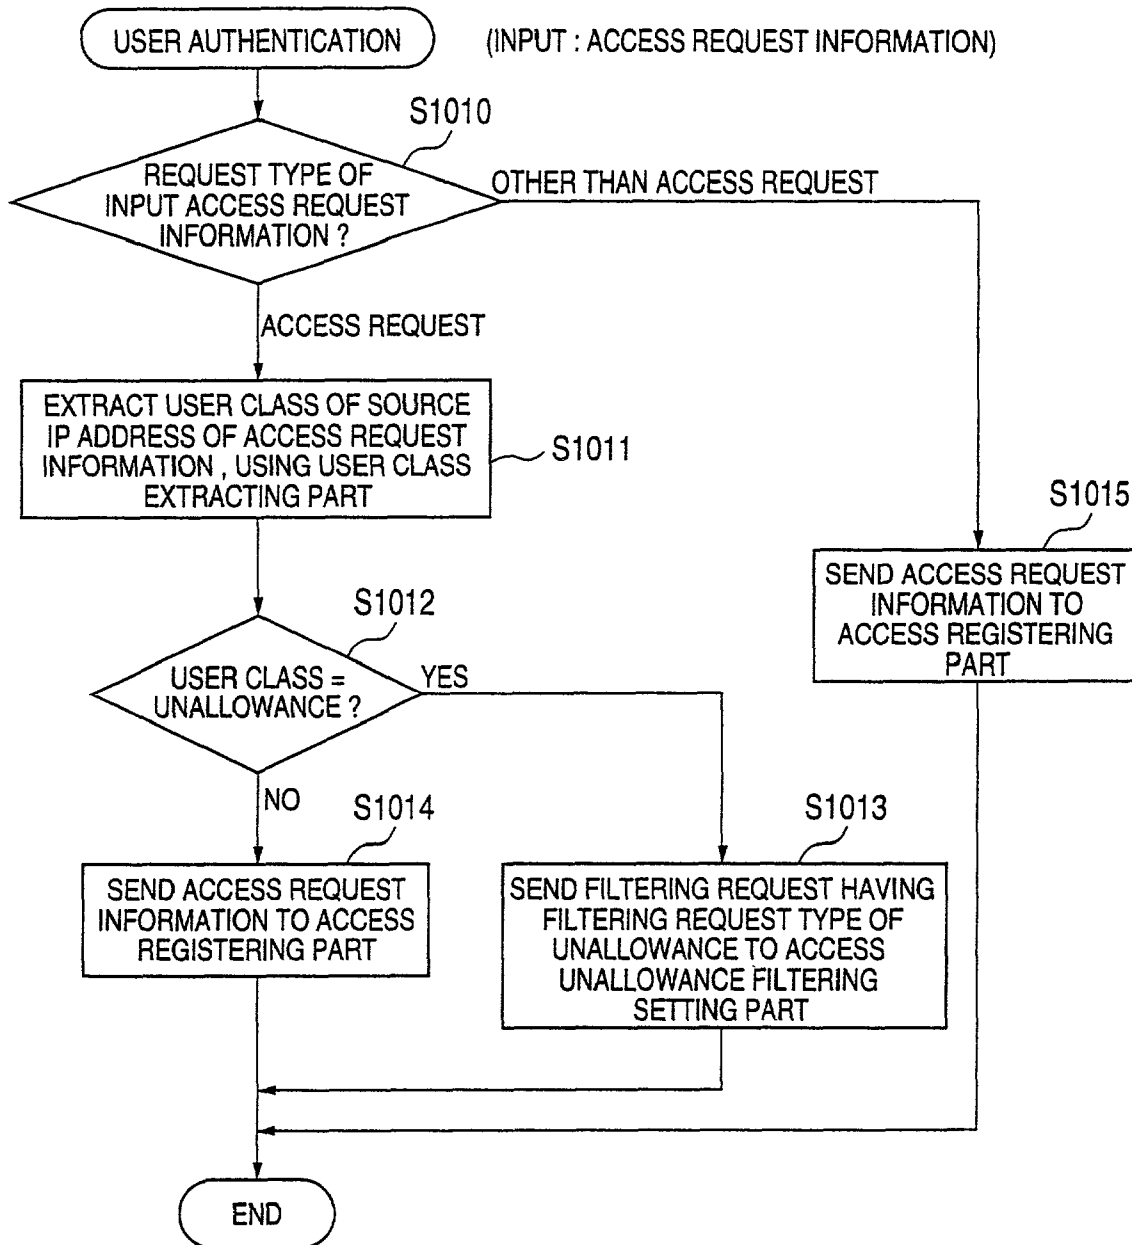 USER AUTHENTICATION
(INPUT : ACCESS REQUEST INFORMATION)
S1010
REQUEST TYPE OF
INPUT ACCESS REQUEST
INFORMATION ?
OTHER THAN ACCESS REQUEST
ACCESS REQUEST
EXTRACT USER CLASS OF SOURCE
IP ADDRESS OF ACCESS REQUEST
INFORMATION , USING USER CLASS
EXTRACTING PART
S1011
S1015
SEND ACCESS REQUEST
INFORMATION TO
ACCESS REGISTERING
PART
S1012
USER CLASS =
UNALLOWANCE ?
YES
NO
S1014
SEND ACCESS REQUEST
INFORMATION TO ACCESS
REGISTERING PART
S1013
SEND FILTERING REQUEST HAVING
FILTERING REQUEST TYPE OF
UNALLOWANCE TO ACCESS
UNALLOWANCE FILTERING
SETTING PART
END